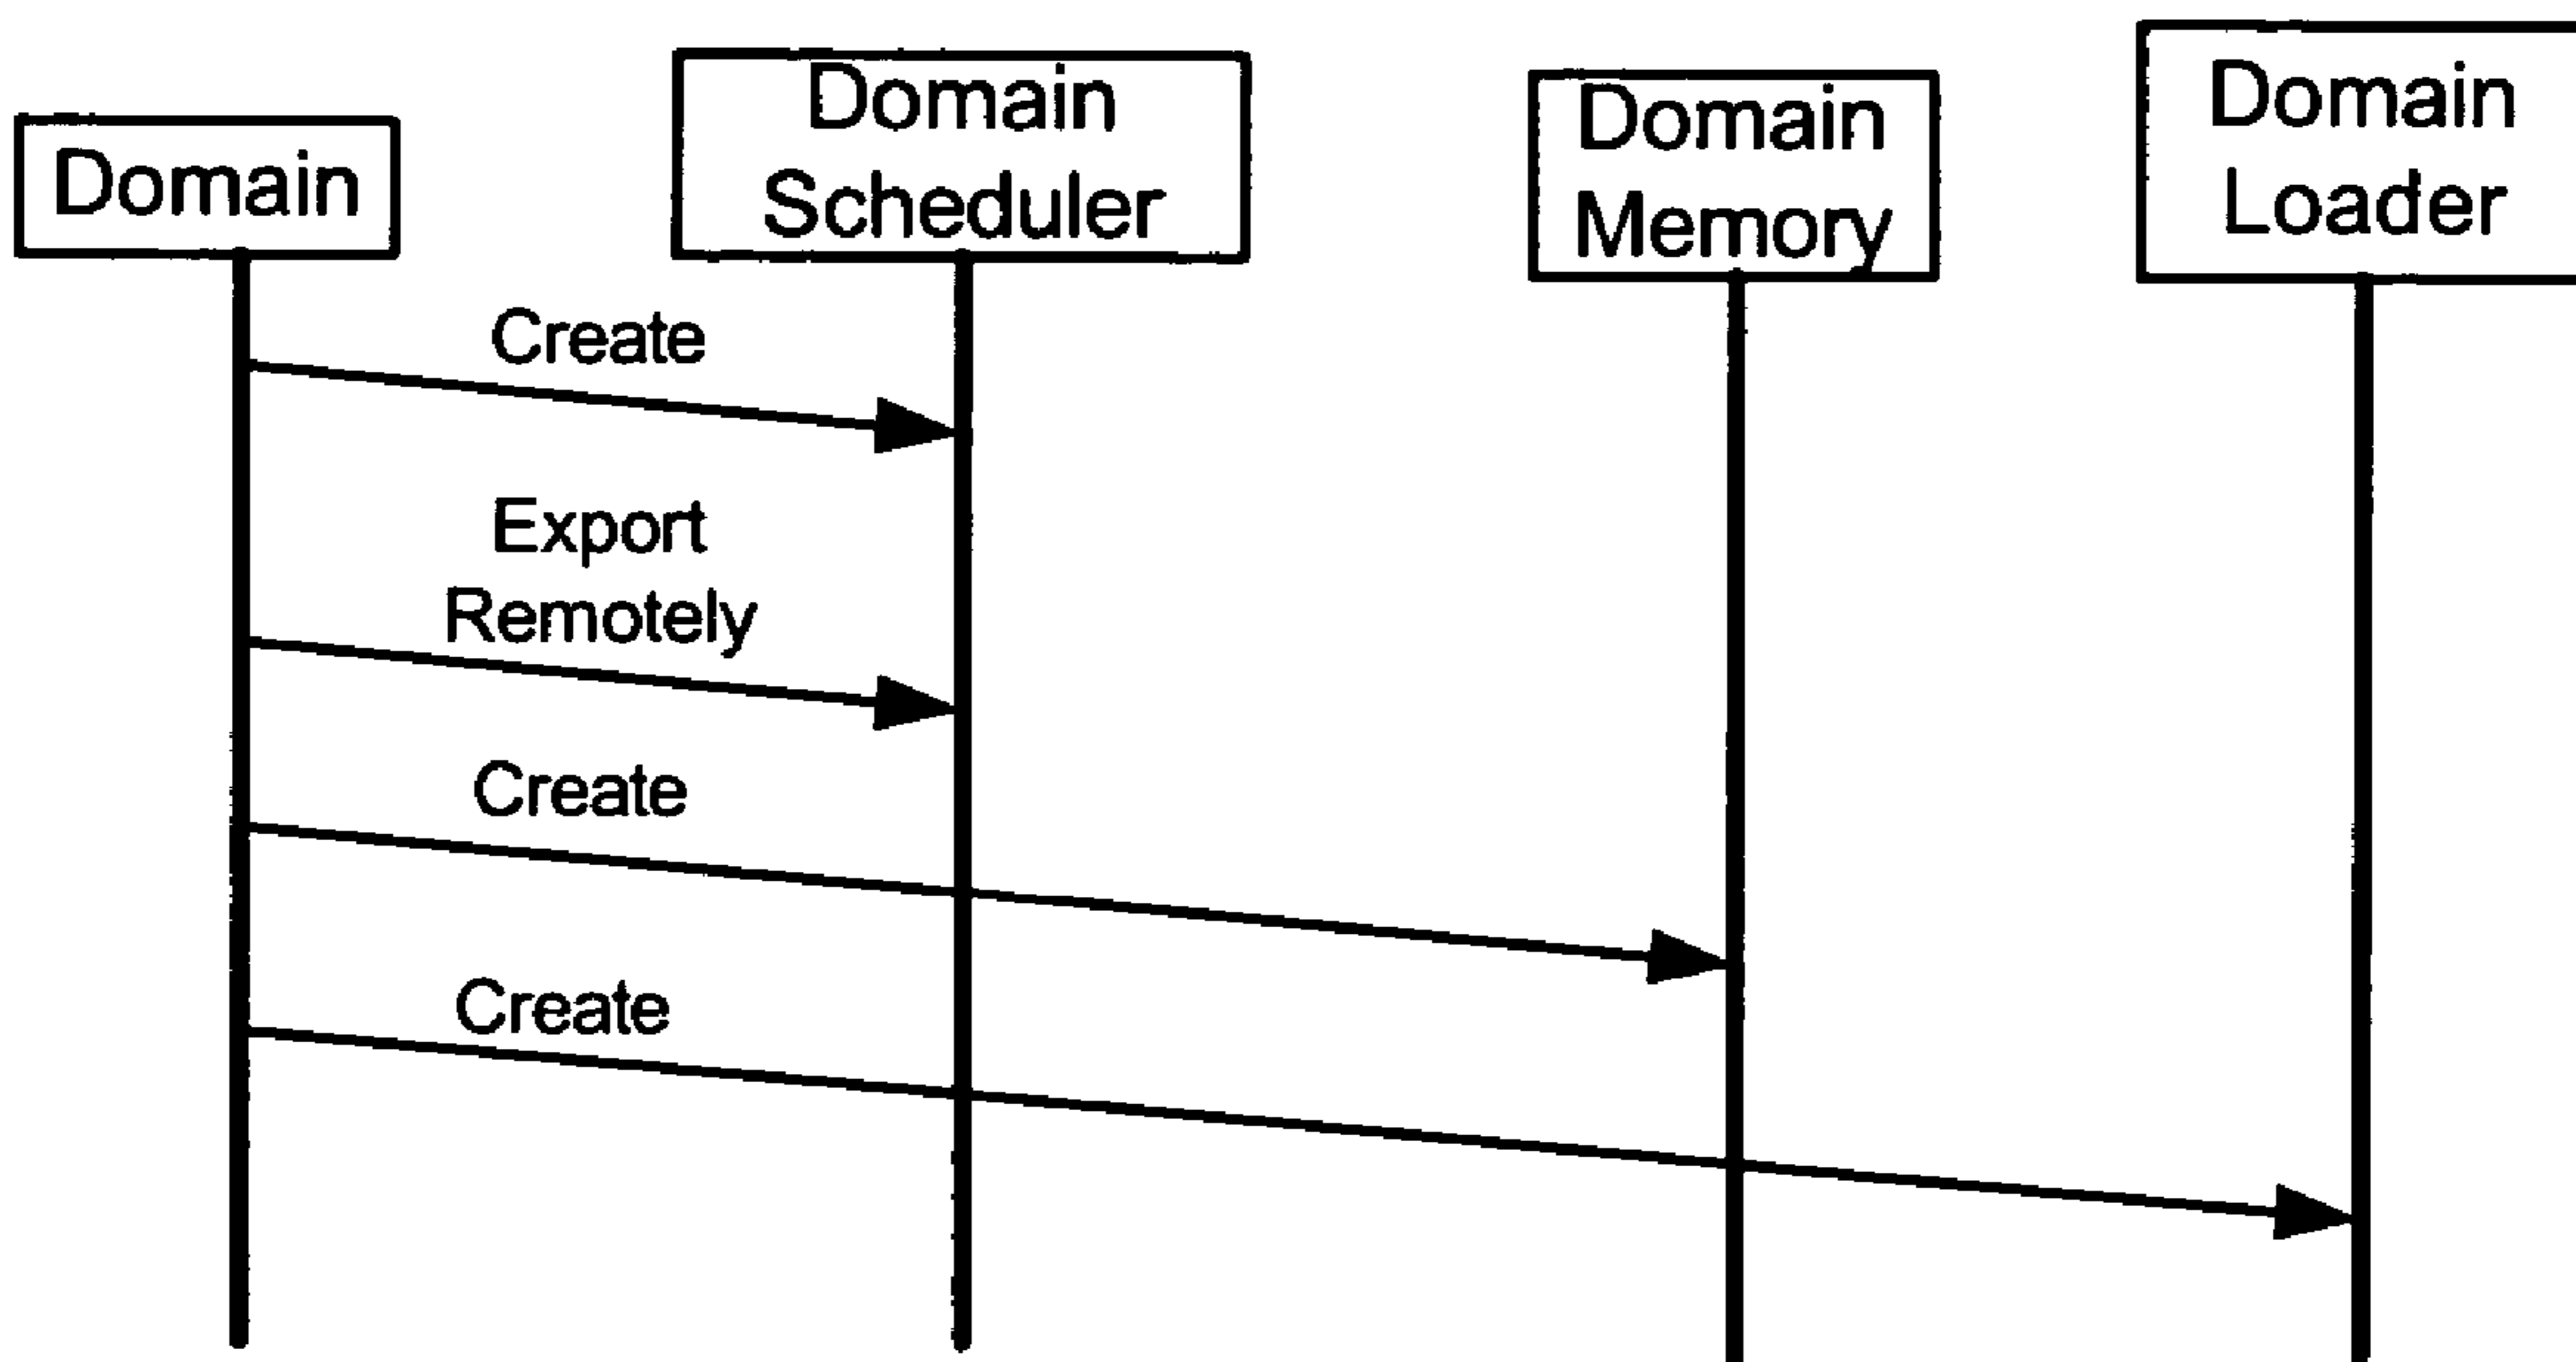 Domain
Domain
Scheduler
Domain
Memory
Domain
Loader
Create
Export
Remotely
Create
Create